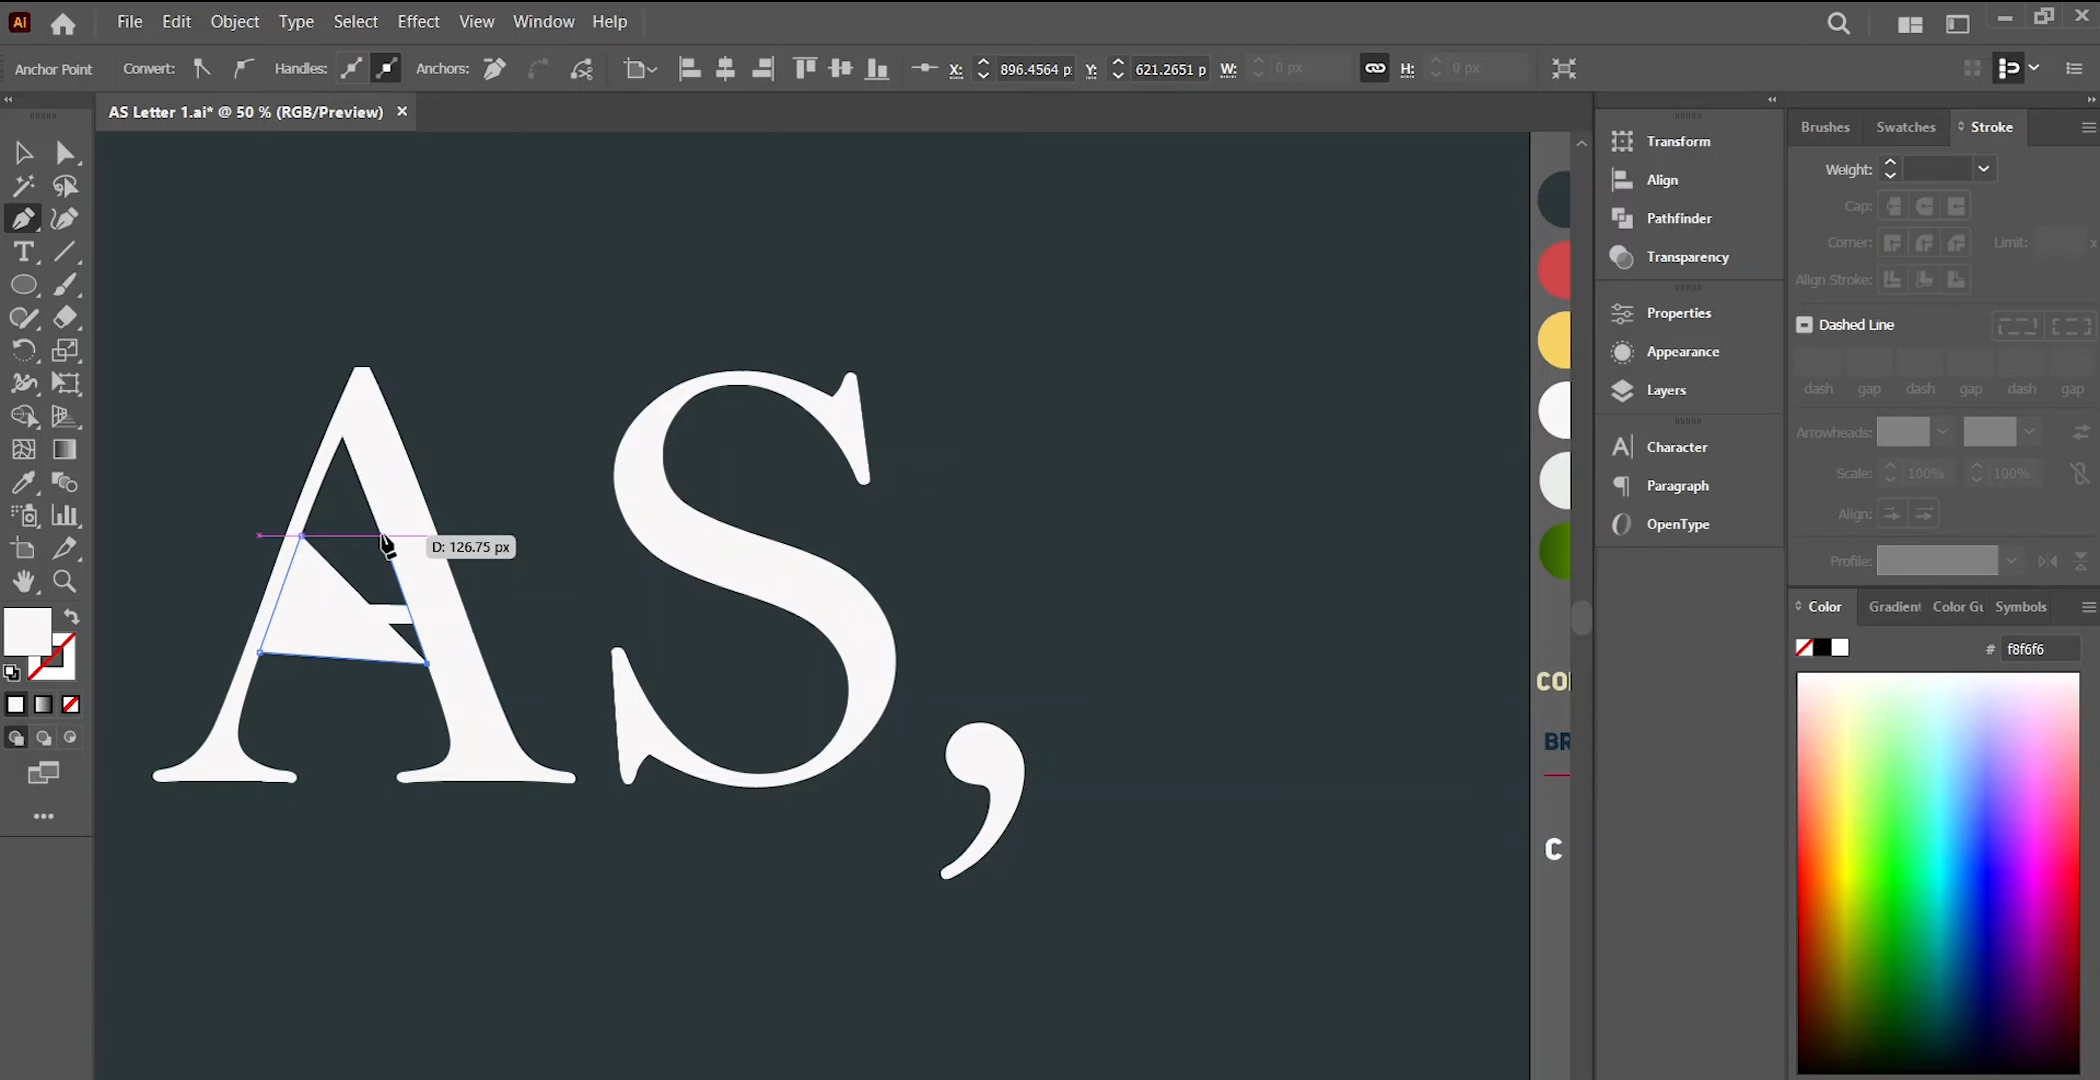 Ai File Edit Object Type Select Effect View Window Help
Anchor Point Convert: Handles: Anchors: X: 896.4564 p Y: 621.2651 p W: 0 px H: 0 px
AS Letter 1.ai* @ 50 % (RGB/Preview)
Brushes Swatches Stroke
Transform
Weight:
Align
Cap:
Pathfinder
Corner: Limit: x
Transparency
Align Stroke:
Properties
Dashed Line
Appearance
dash gap dash gap dash gap
Layers
Arrowheads:
Character
Scale: 100% 100%
Paragraph
Align:
OpenType
Profile:
Color Gradient Color Gu Symbols
# f8f6f6
D: 126.75 px
AS,
CO
BR
C